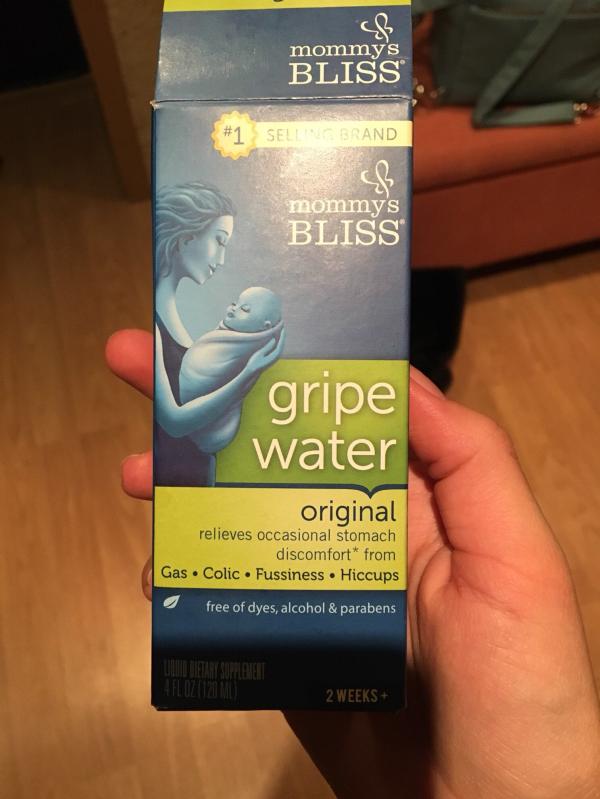 mommy's
BLISS®
#1 SELLING BRAND
mommy's
BLISS®
gripe
water
original
relieves occasional stomach
discomfort* from
Gas • Colic • Fussiness • Hiccups
free of dyes, alcohol & parabens
LIQUID DIETARY SUPPLEMENT
4 FL OZ (120 ML)
2 WEEKS +